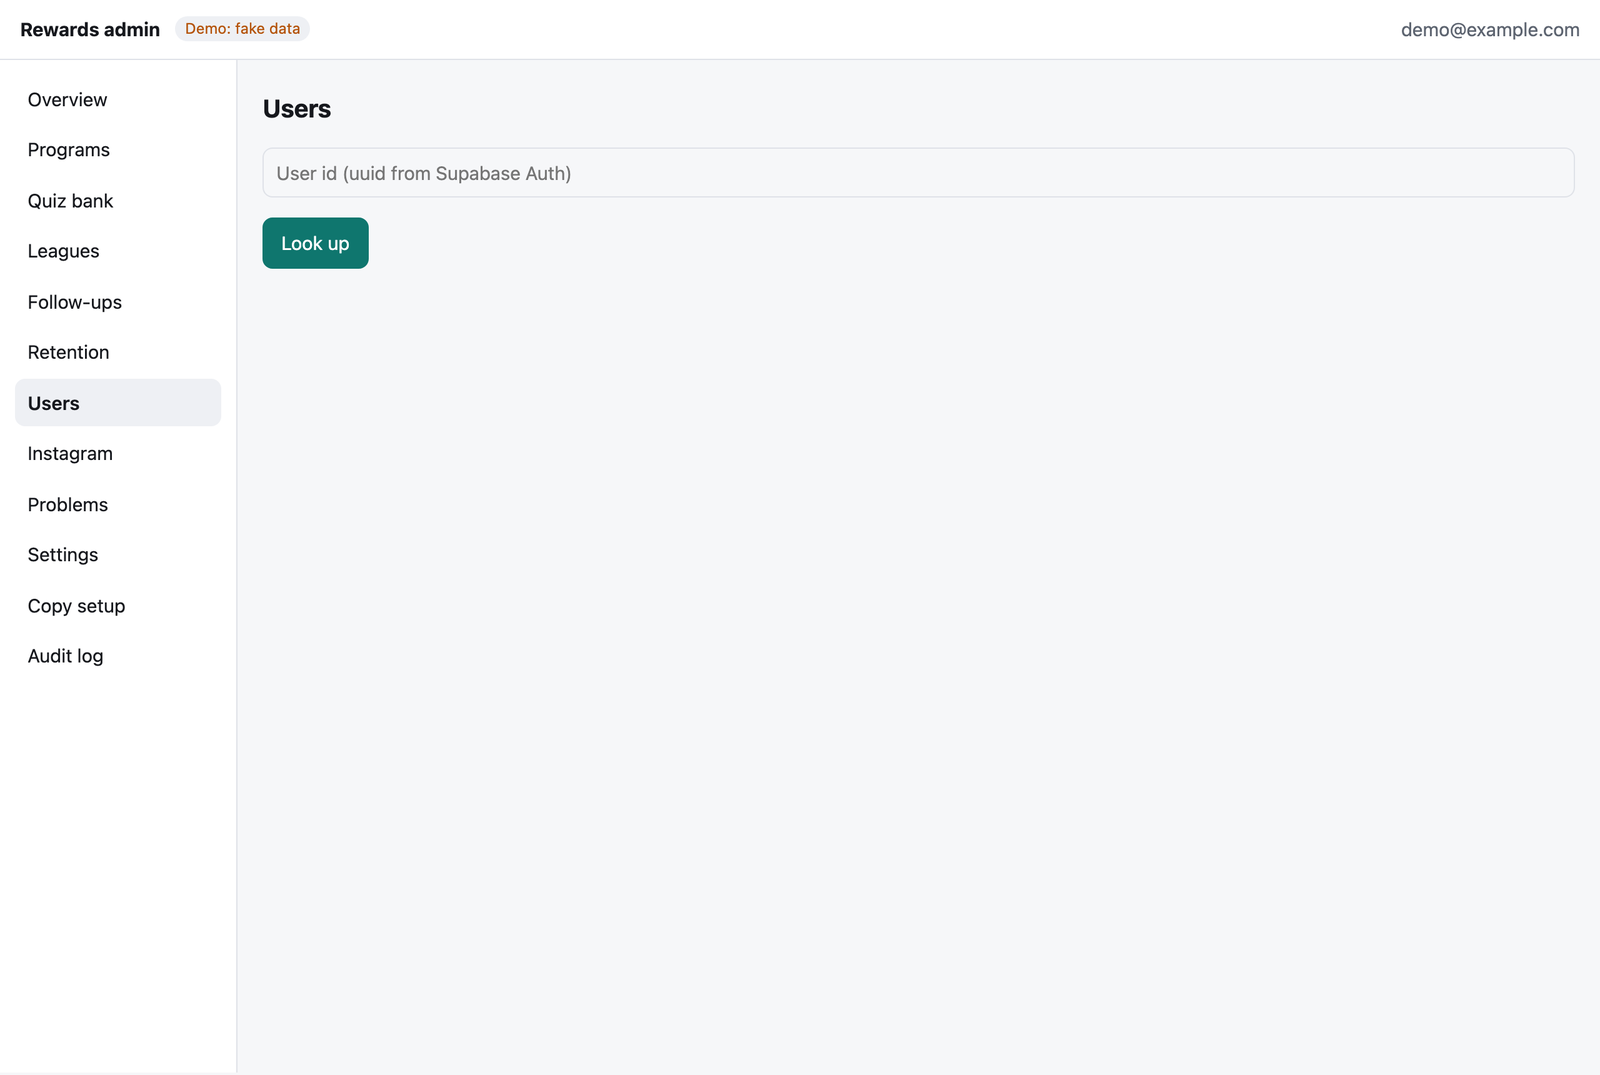 Rewards admin
Demo: fake data
demo@example.com
Overview
Programs
Quiz bank
Leagues
Follow-ups
Retention
Users
Instagram
Problems
Settings
Copy setup
Audit log
Users
User id (uuid from Supabase Auth)
Look up